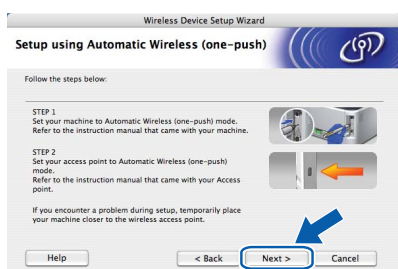 Wireless Device Setup Wizard
Setup using Automatic Wireless (one-push)
Follow the steps below:
STEP 1
Set your machine to Automatic Wireless (one-push) mode.
Refer to the instruction manual that came with your machine.
STEP 2
Set your access point to Automatic Wireless (one-push)
mode.
Refer to the instruction manual that came with your Access
point.
If you encounter a problem during setup, temporarily place
your machine closer to the wireless access point.
Help
< Back
Next >
Cancel